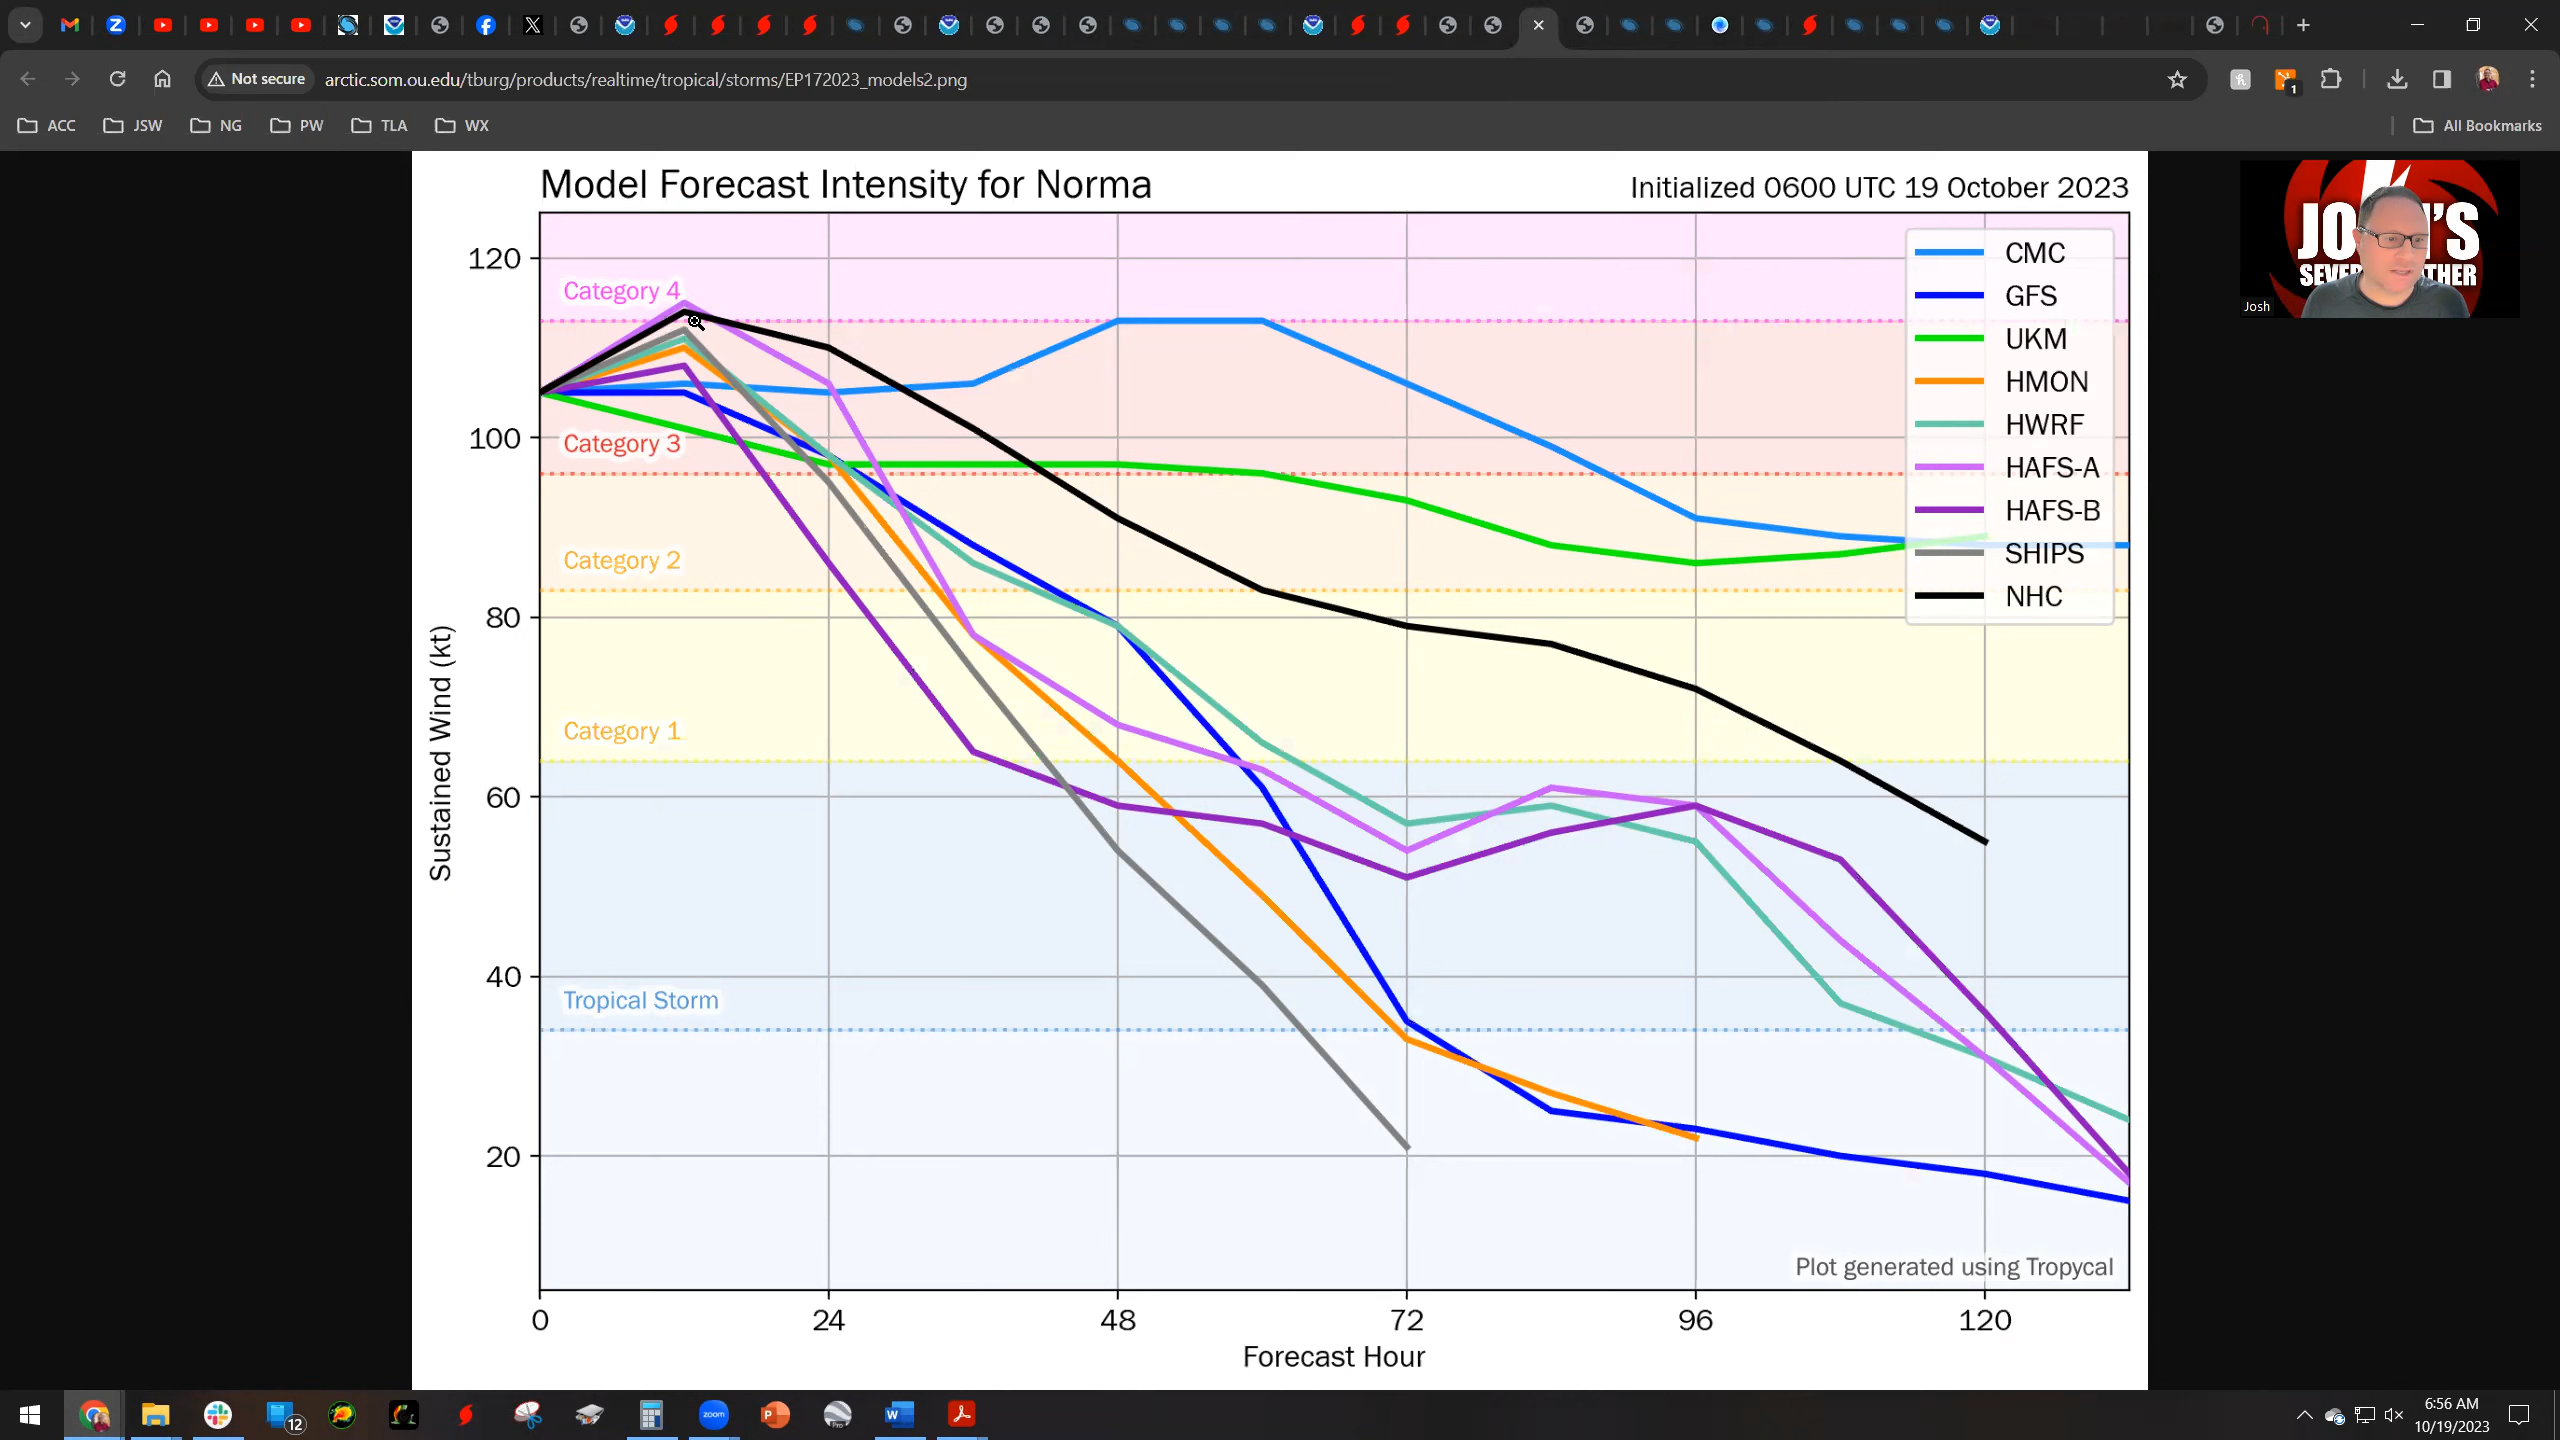 Not secure
arctic.som.ou.edu/tburg/products/realtime/tropical/storms/EP172023_models2.png
1
ACC
JSW
NG
PW
TLA
WX
All Bookmarks
Model Forecast Intensity for Norma
Initialized 0600 UTC 19 October 2023
120
100
80
60
40
20
Sustained Wind (kt)
Category 4
Category 3
Category 2
Category 1
Tropical Storm
CMC
GFS
UKM
HMON
HWRF
HAFS-A
HAFS-B
SHIPS
NHC
Plot generated using Tropycal
0
24
48
72
96
120
Forecast Hour
Josh
12
zoom
Pro
6:56 AM
10/19/2023